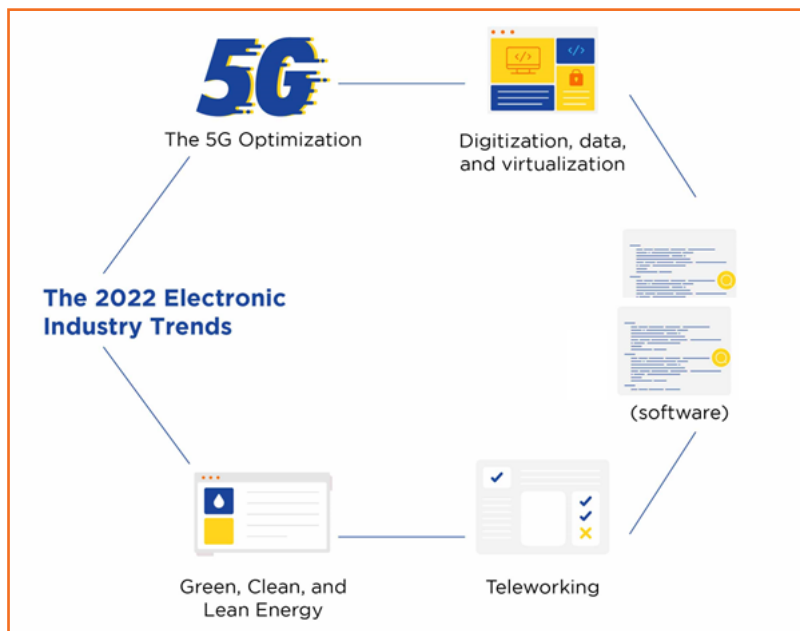 5G
The 5G Optimization
Digitization, data,
and virtualization
</>
</>
The 2022 Electronic
Industry Trends
(software)
Green, Clean, and
Lean Energy
Teleworking